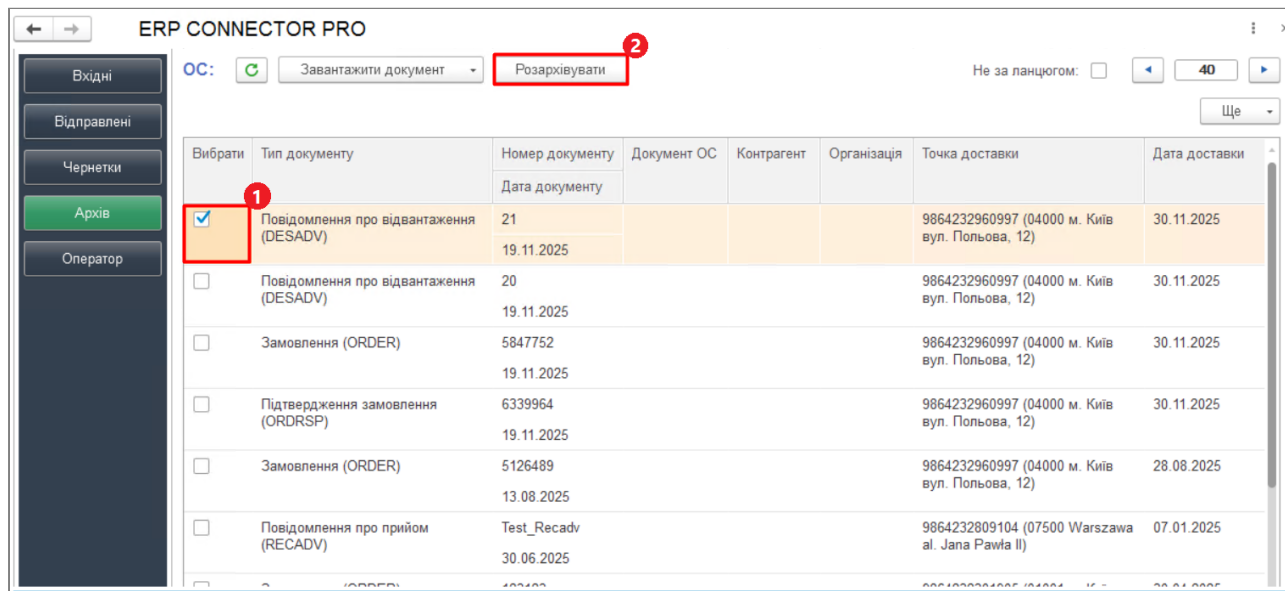 ERP CONNECTOR PRO
2
Вхідні
ОС:
Завантажити документ
Розархівувати
Не за ланцюгом:
40
Відправлені
Ще
Чернетки
Архів
Оператор
Вибрати Тип документу Номер документу Документ ОС Контрагент Організація Точка доставки Дата доставки
Дата документу
1
Повідомлення про відвантаження 21 9864232960997 (04000 м. Київ 30.11.2025
(DESADV) вул. Польова, 12)
19.11.2025
Повідомлення про відвантаження 20 9864232960997 (04000 м. Київ 30.11.2025
(DESADV) вул. Польова, 12)
19.11.2025
Замовлення (ORDER) 5847752 9864232960997 (04000 м. Київ 30.11.2025
вул. Польова, 12)
19.11.2025
Підтвердження замовлення 6339964 9864232960997 (04000 м. Київ 30.11.2025
(ORDRSP) вул. Польова, 12)
19.11.2025
Замовлення (ORDER) 5126489 9864232960997 (04000 м. Київ 28.08.2025
вул. Польова, 12)
13.08.2025
Повідомлення про прийом Test_Recadv 9864232809104 (07500 Warszawa 07.01.2025
(RECADV) al. Jana Pawła II)
30.06.2025